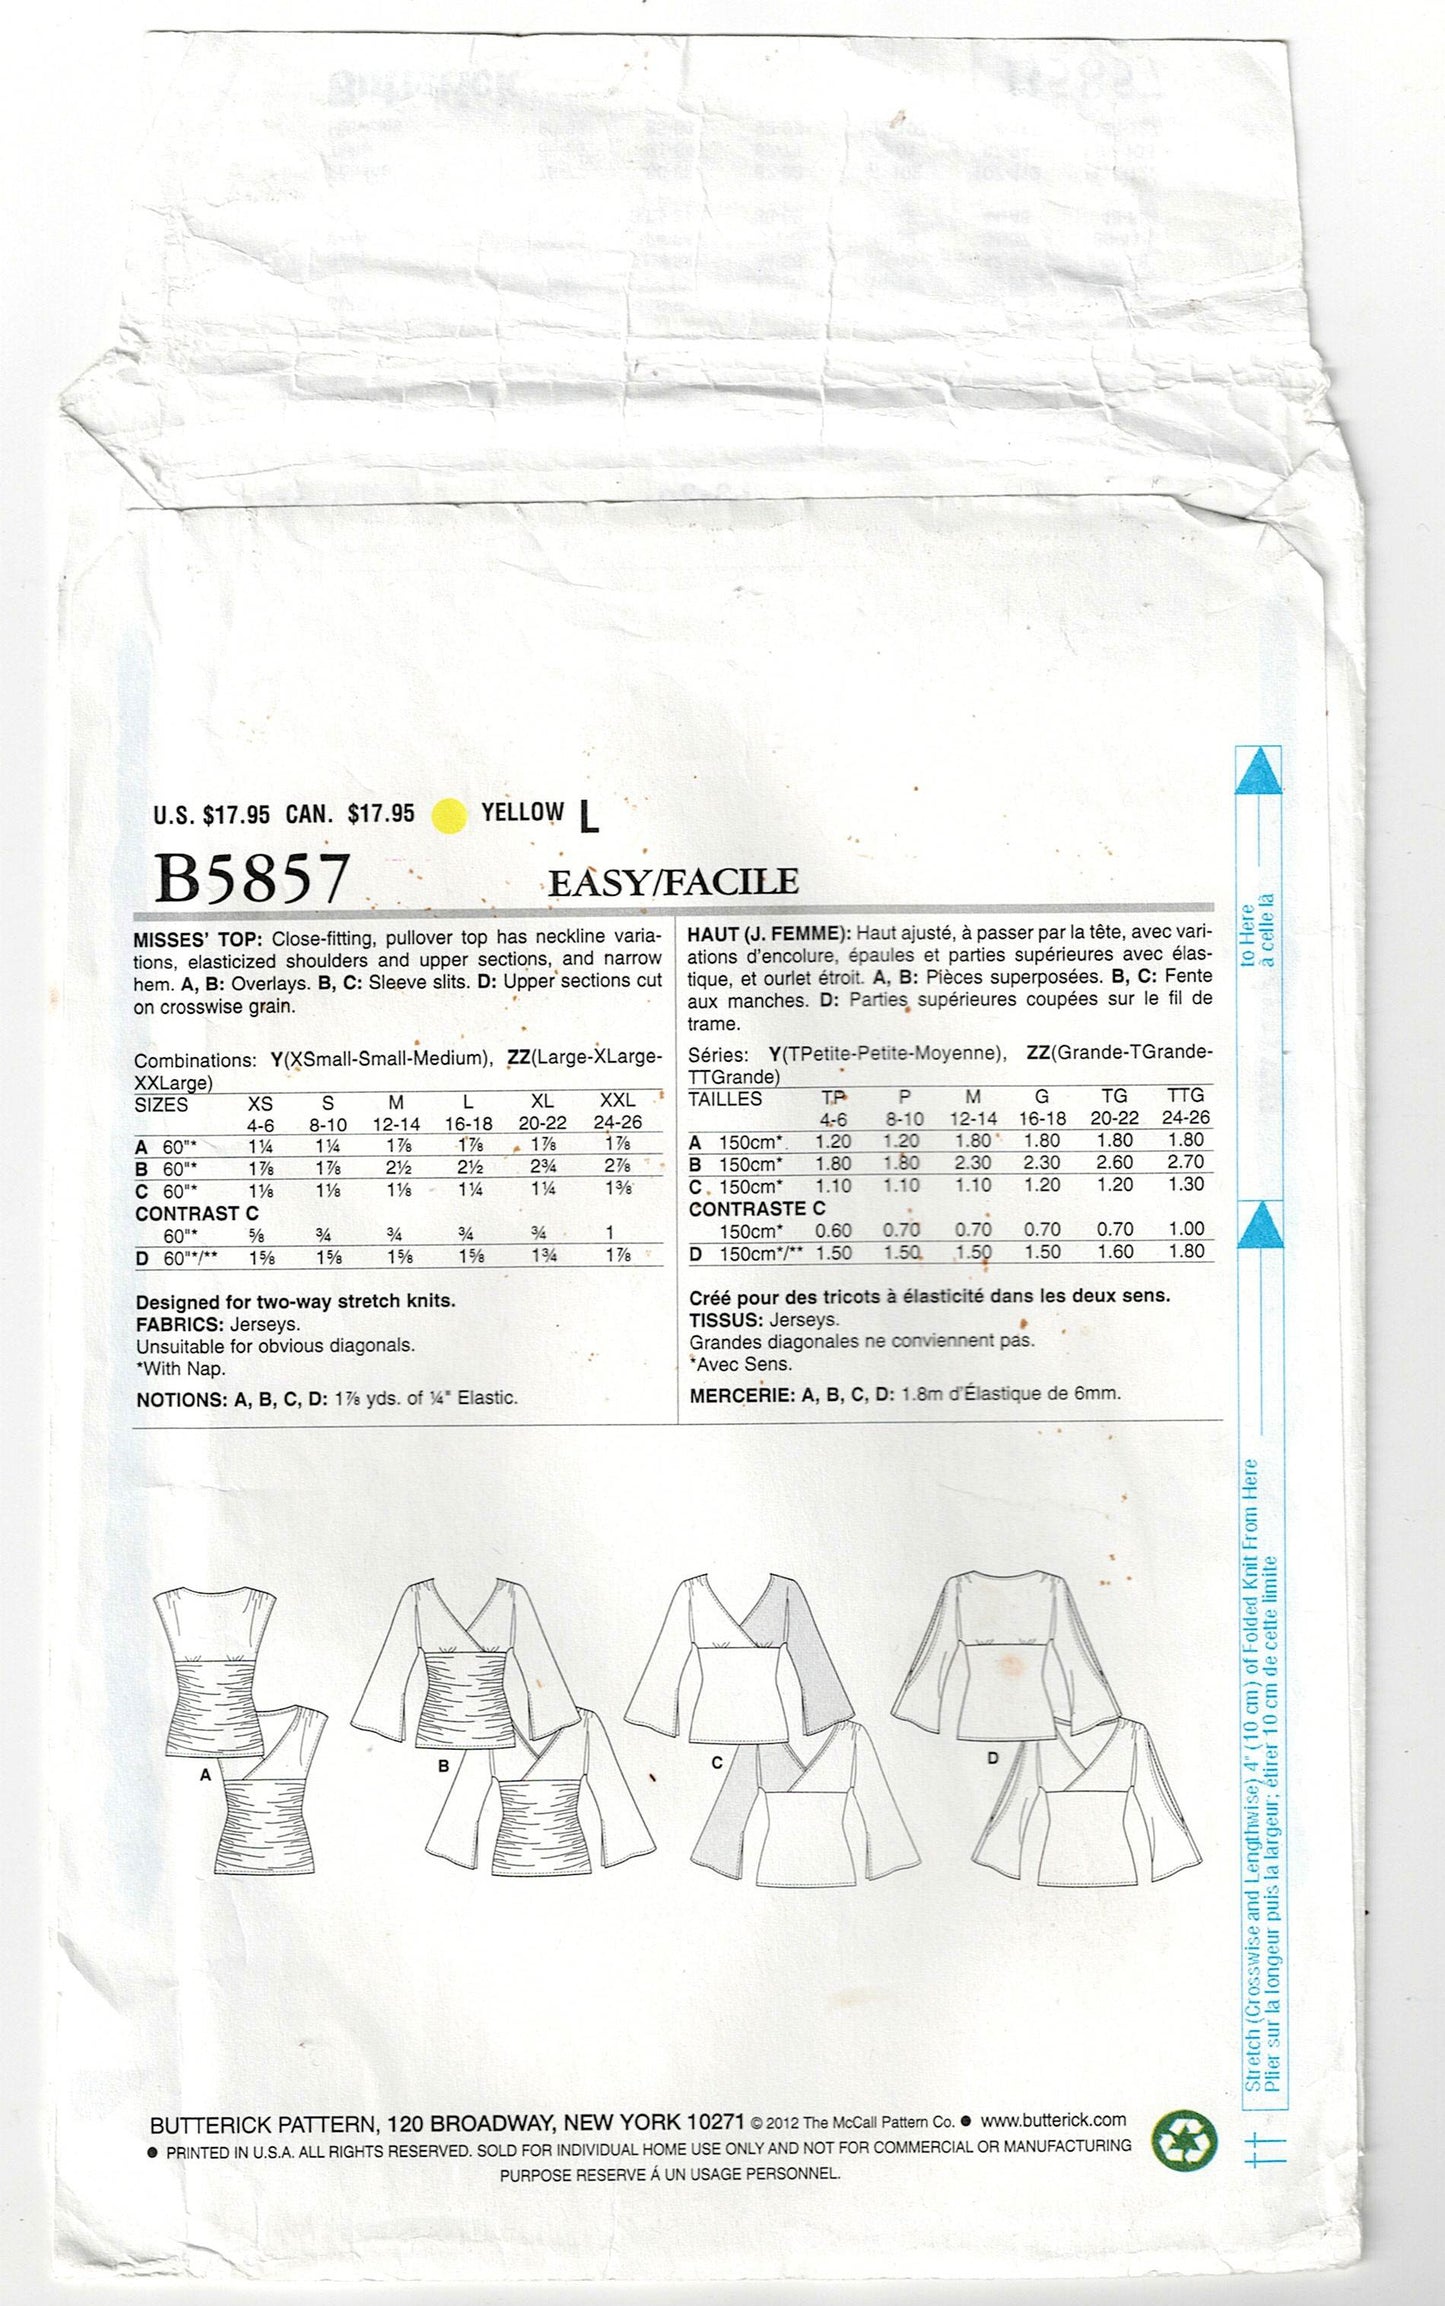 U.S. $17.95 CAN. $17.95 YELLOW L
B5857 EASY/FACILE
MISSES' TOP: Close-fitting, pullover top has neckline varia-
tions, elasticized shoulders and upper sections, and narrow
hem. A, B: Overlays. B, C: Sleeve slits. D: Upper sections cut
on crosswise grain.
Combinations: Y(XSmall-Small-Medium), ZZ(Large-XLarge-
XXLarge)
SIZES XS S M L XL XXL
4-6 8-10 12-14 16-18 20-22 24-26
A 60"* 1¼ 1¼ 1⅞ 1⅞ 1⅞ 1⅞
B 60"* 1⅞ 1⅞ 2½ 2½ 2¾ 2⅞
C 60"* 1⅛ 1⅛ 1⅛ 1¼ 1¼ 1⅜
CONTRAST C
60"* ⅝ ¾ ¾ ¾ ¾ 1
D 60"*/** 1⅝ 1⅝ 1⅝ 1⅝ 1¾ 1⅞
Designed for two-way stretch knits.
FABRICS: Jerseys.
Unsuitable for obvious diagonals.
*With Nap.
NOTIONS: A, B, C, D: 1⅞ yds. of ¼" Elastic.
HAUT (J. FEMME): Haut ajusté, à passer par la tête, avec vari-
ations d'encolure, épaules et parties supérieures avec élas-
tique, et ourlet étroit. A, B: Pièces superposées. B, C: Fente
aux manches. D: Parties supérieures coupées sur le fil de
trame.
Séries: Y(TPetite-Petite-Moyenne), ZZ(Grande-TGrande-
TTGrande)
TAILLES TP P M G TG TTG
4-6 8-10 12-14 16-18 20-22 24-26
A 150cm* 1.20 1.20 1.80 1.80 1.80 1.80
B 150cm* 1.80 1.80 2.30 2.30 2.60 2.70
C 150cm* 1.10 1.10 1.10 1.20 1.20 1.30
CONTRASTE C
150cm* 0.60 0.70 0.70 0.70 0.70 1.00
D 150cm*/** 1.50 1.50 1.50 1.50 1.60 1.80
Créé pour des tricots à élasticité dans les deux sens.
TISSUS: Jerseys.
Grandes diagonales ne conviennent pas.
*Avec Sens.
MERCERIE: A, B, C, D: 1.8m d'Élastique de 6mm.
A
B
C
D
Stretch (Crosswise and Lengthwise) 4" (10 cm) of Folded Knit From Here
Plier sur la longeur puis la largeur; étirer 10 cm de cette limite
to Here
à celle là
BUTTERICK PATTERN, 120 BROADWAY, NEW YORK 10271 © 2012 The McCall Pattern Co. ● www.butterick.com
● PRINTED IN U.S.A. ALL RIGHTS RESERVED. SOLD FOR INDIVIDUAL HOME USE ONLY AND NOT FOR COMMERCIAL OR MANUFACTURING
PURPOSE RESERVE Á UN USAGE PERSONNEL.